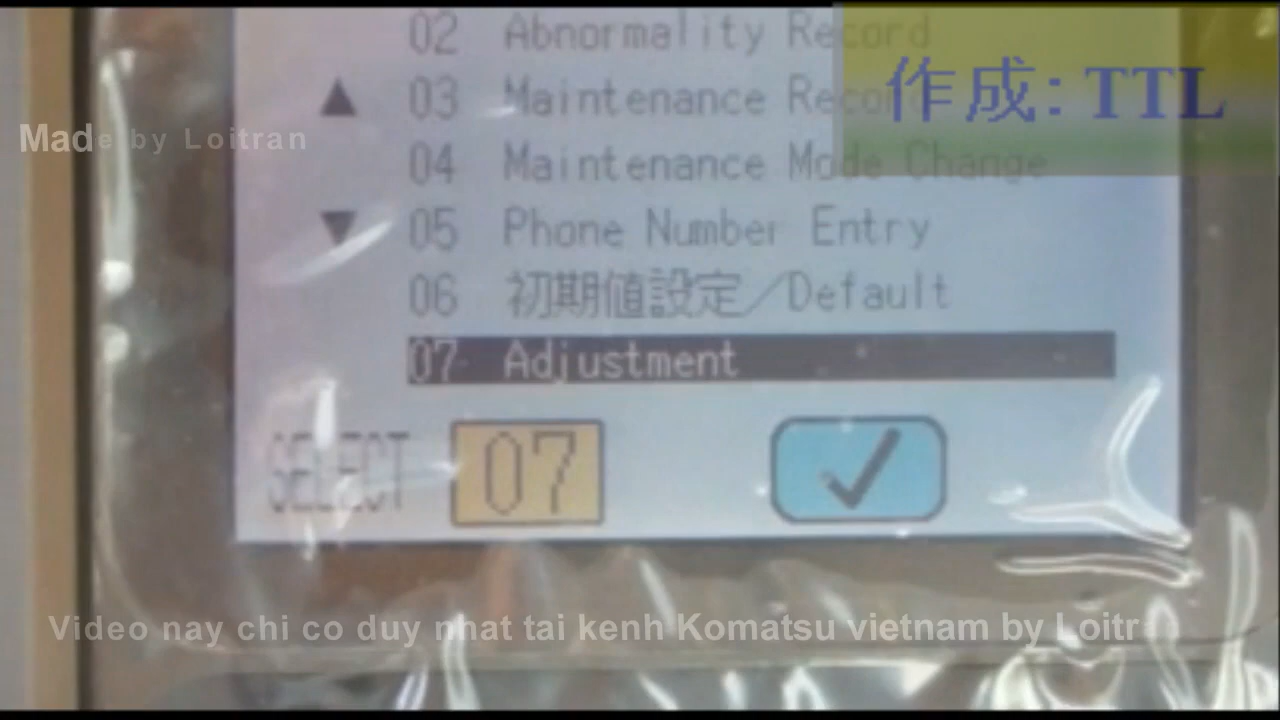 02 Abnormality Record
作成: TTL
03 Maintenance Record
Made by Loitran
04 Maintenance Mode Change
05 Phone Number Entry
06 初期値設定/Default
07 Adjustment
SELECT 07
Video nay chi co duy nhat tai kenh Komatsu vietnam by Loitr